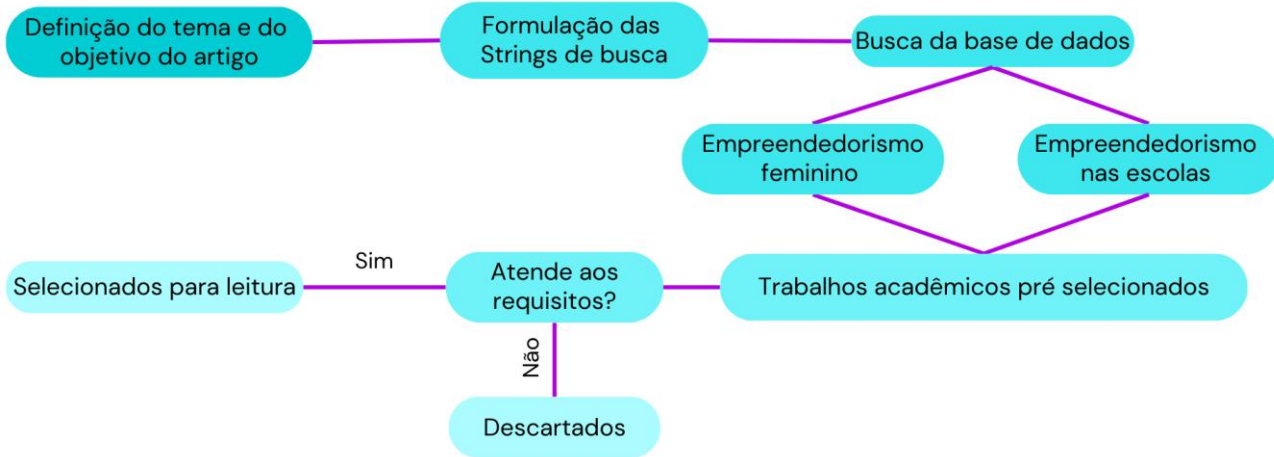 Definição do tema e do
objetivo do artigo
Formulação das
Strings de busca
Busca da base de dados
Empreendedorismo
feminino
Empreendedorismo
nas escolas
Trabalhos acadêmicos pré selecionados
Atende aos
requisitos?
Sim
Selecionados para leitura
Não
Descartados